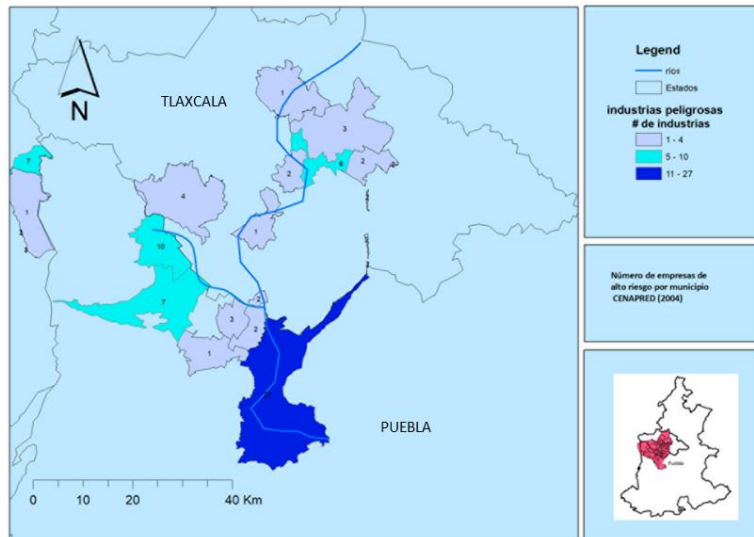 TLAXCALA
N
1
3
6
2
2
2
7
4
1
10
1
7
2
3
2
1
27
PUEBLA
0 10 20 40 Km
Legend
ríos
Estados
industrias peligrosas
# de industrias
1 - 4
5 - 10
11 - 27
Número de empresas de
alto riesgo por municipio
CENAPRED (2004)
Puebla